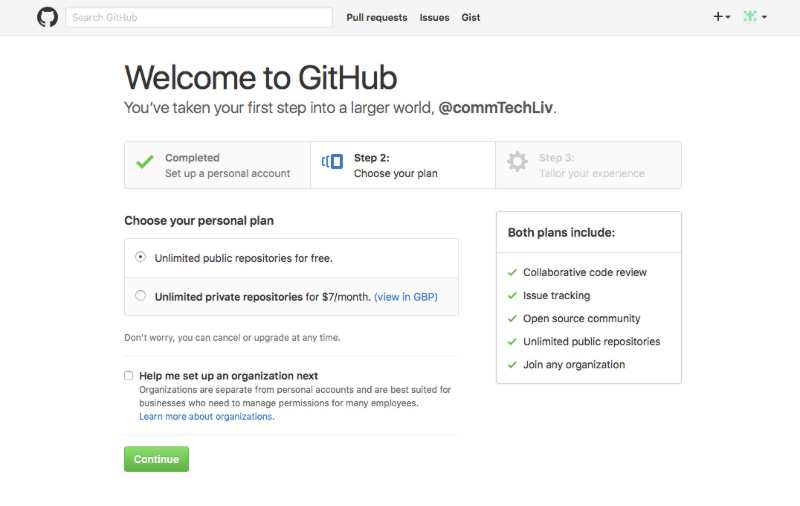 Search GitHub
Pull requests Issues Gist
Welcome to GitHub
You've taken your first step into a larger world, @commTechLiv.
Completed
Set up a personal account
Step 2:
Choose your plan
Step 3:
Tailor your experience
Choose your personal plan
Unlimited public repositories for free.
Unlimited private repositories for $7/month. (view in GBP)
Don't worry, you can cancel or upgrade at any time.
Help me set up an organization next
Organizations are separate from personal accounts and are best suited for
businesses who need to manage permissions for many employees.
Learn more about organizations.
Continue
Both plans include:
Collaborative code review
Issue tracking
Open source community
Unlimited public repositories
Join any organization